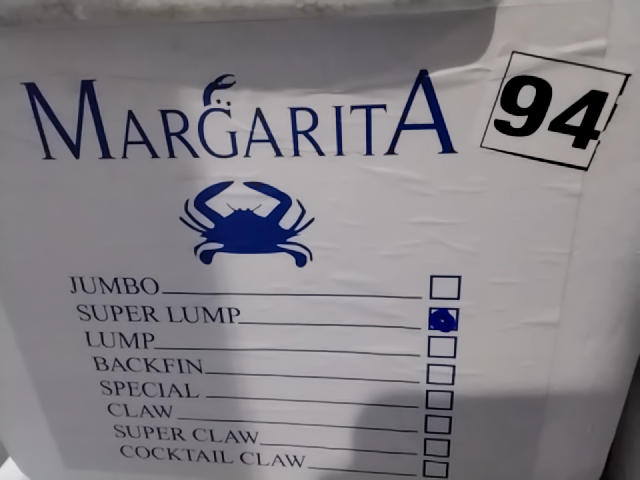 MARGARITA
94
JUMBO
SUPER LUMP
LUMP
BACKFIN
SPECIAL
CLAW
SUPER CLAW
COCKTAIL CLAW